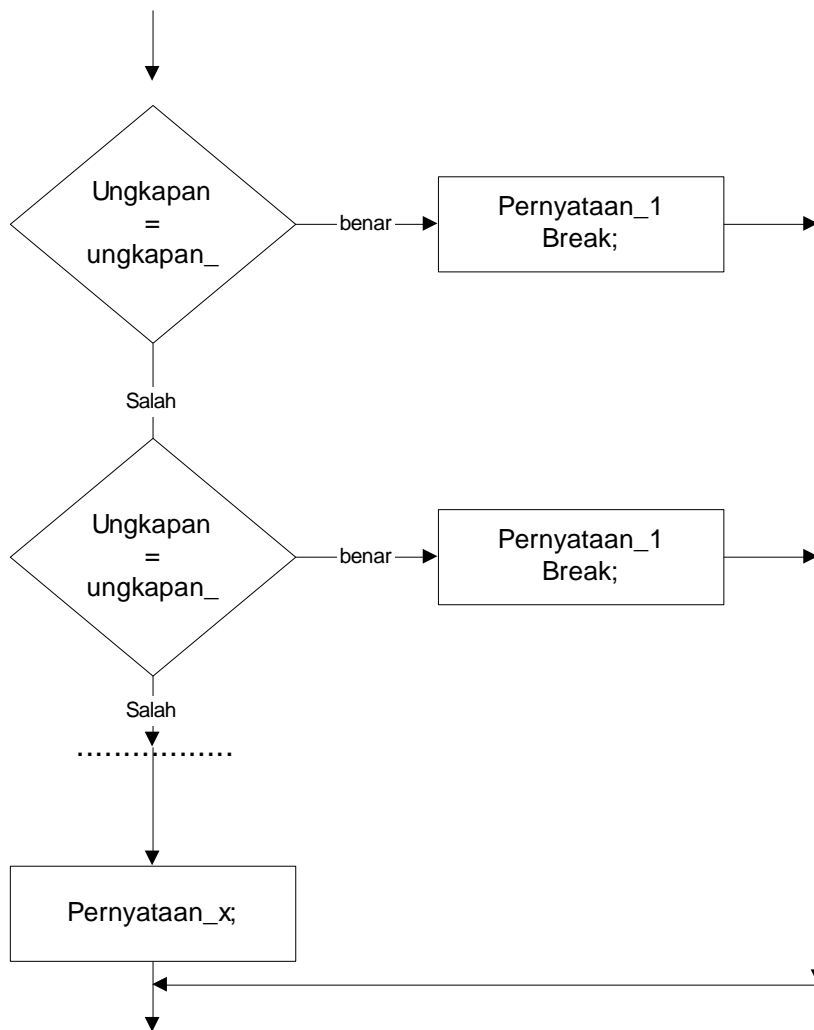 Ungkapan
=
ungkapan_
benar
Pernyataan_1
Break;
Salah
Ungkapan
=
ungkapan_
benar
Pernyataan_1
Break;
Salah
.................
Pernyataan_x;